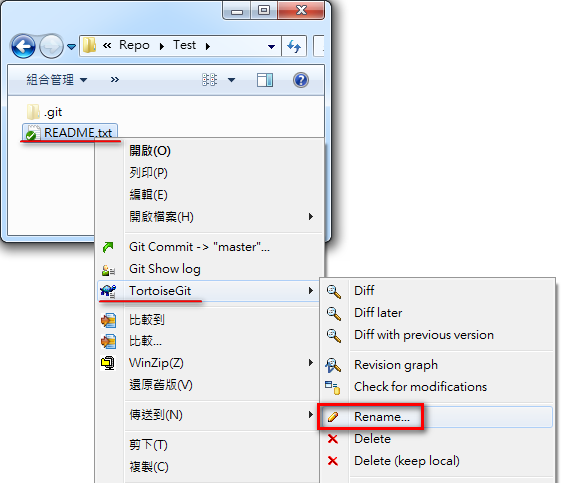 « Repo ▸ Test ▸
組合管理 ▾ »
.git
README.txt
開啟(O)
列印(P)
編輯(E)
開啟檔案(H)
Git Commit -> "master"...
Git Show log
TortoiseGit
比較到
比較...
WinZip(Z)
還原舊版(V)
傳送到(N)
剪下(T)
複製(C)
Diff
Diff later
Diff with previous version
Revision graph
Check for modifications
Rename...
Delete
Delete (keep local)